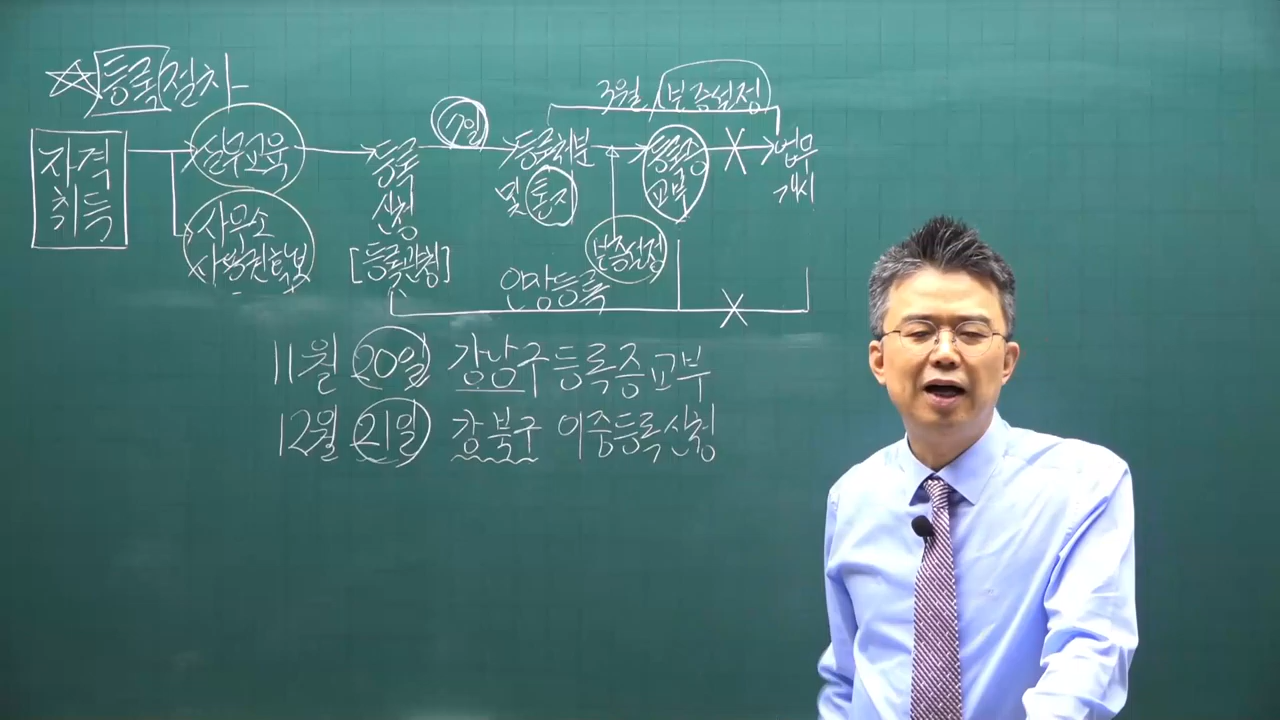 ☆등록절차
3월 보증설정
자격취득
실무교육
사무소
사용권확보
등록
신청
[등록관청]
7일
등록처분
및 통지
등록증
교부
업무
개시
보증설정
인장등록
11월 20일 강남구 등록증교부
12월 21일 강북구 이중등록신청